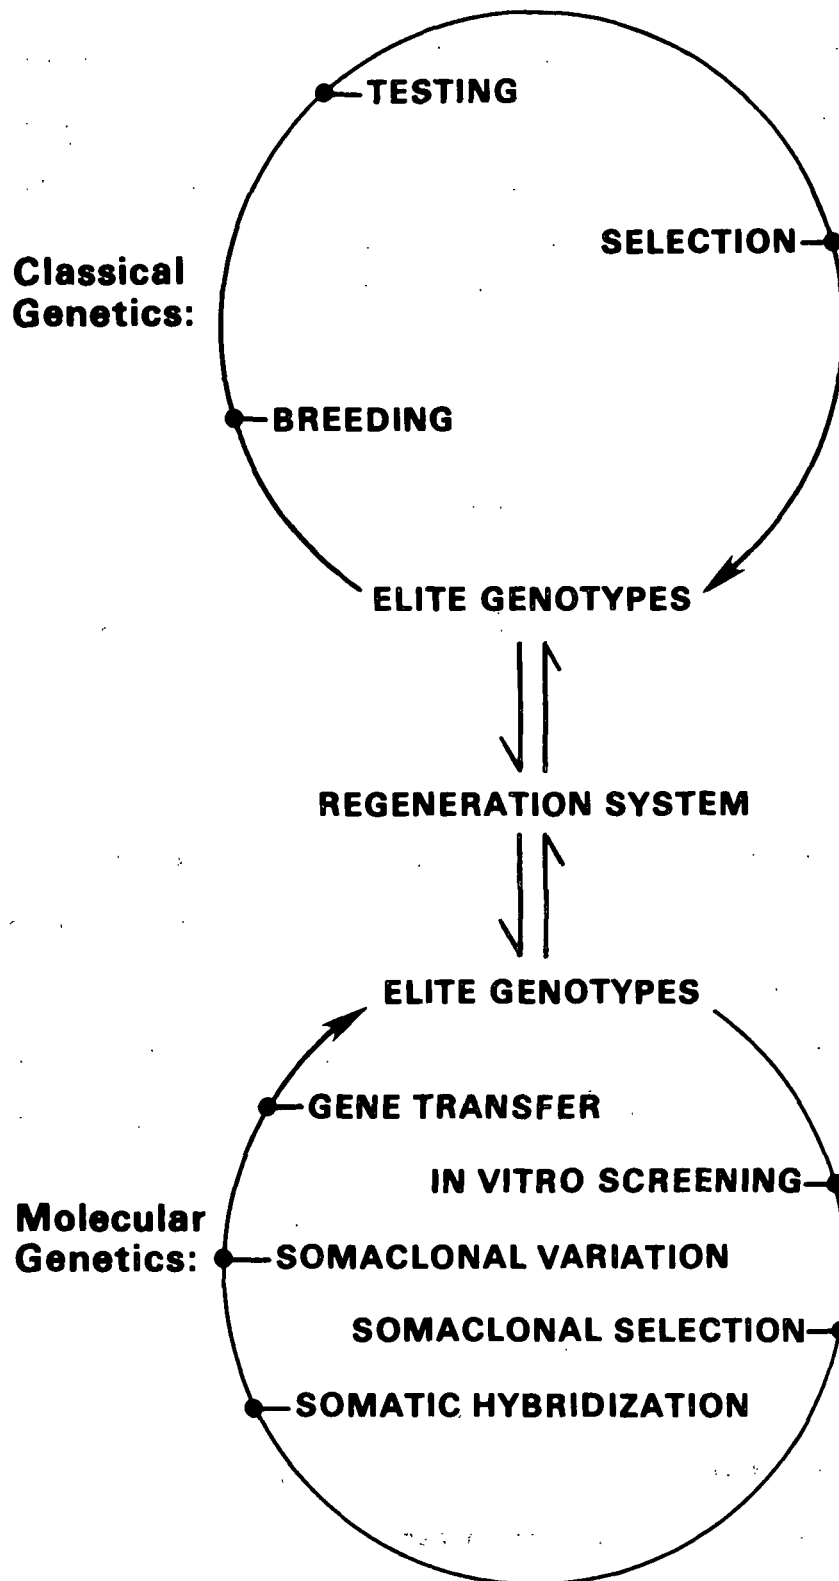 TESTING
SELECTION
Classical
Genetics:
BREEDING
ELITE GENOTYPES
REGENERATION SYSTEM
ELITE GENOTYPES
GENE TRANSFER
IN VITRO SCREENING
Molecular
Genetics:
SOMACLONAL VARIATION
SOMACLONAL SELECTION
SOMATIC HYBRIDIZATION